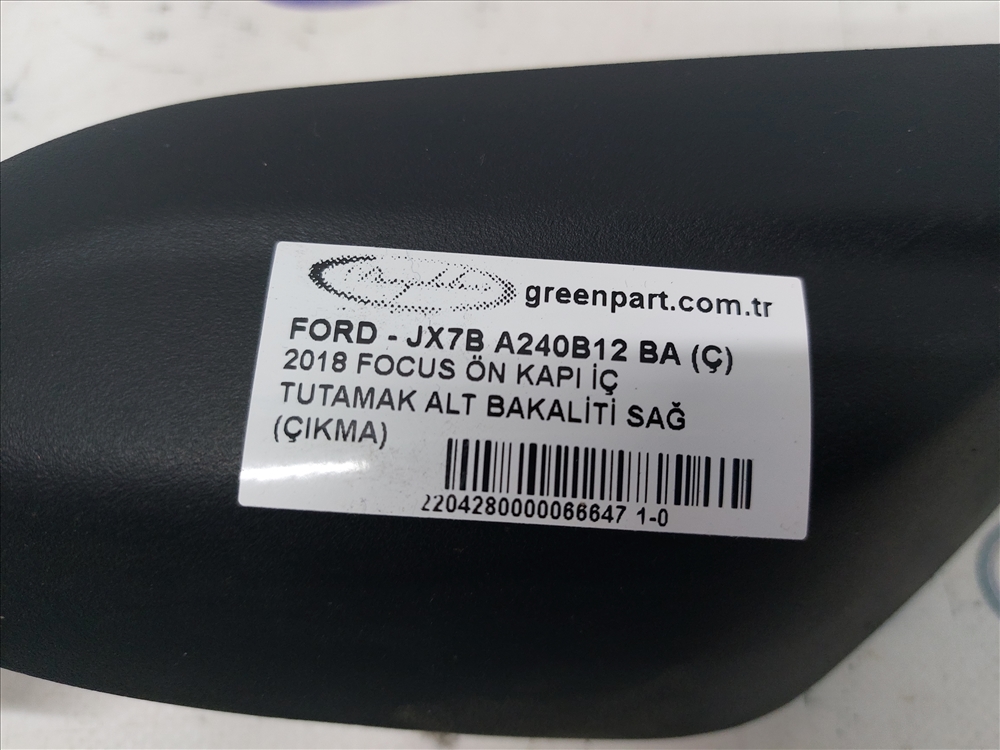 greenpart.com.tr
FORD - JX7B A240B12 BA (Ç)
2018 FOCUS ÖN KAPI İÇ
TUTAMAK ALT BAKALİTİ SAĞ
(ÇIKMA)
2204280000066647 1-0